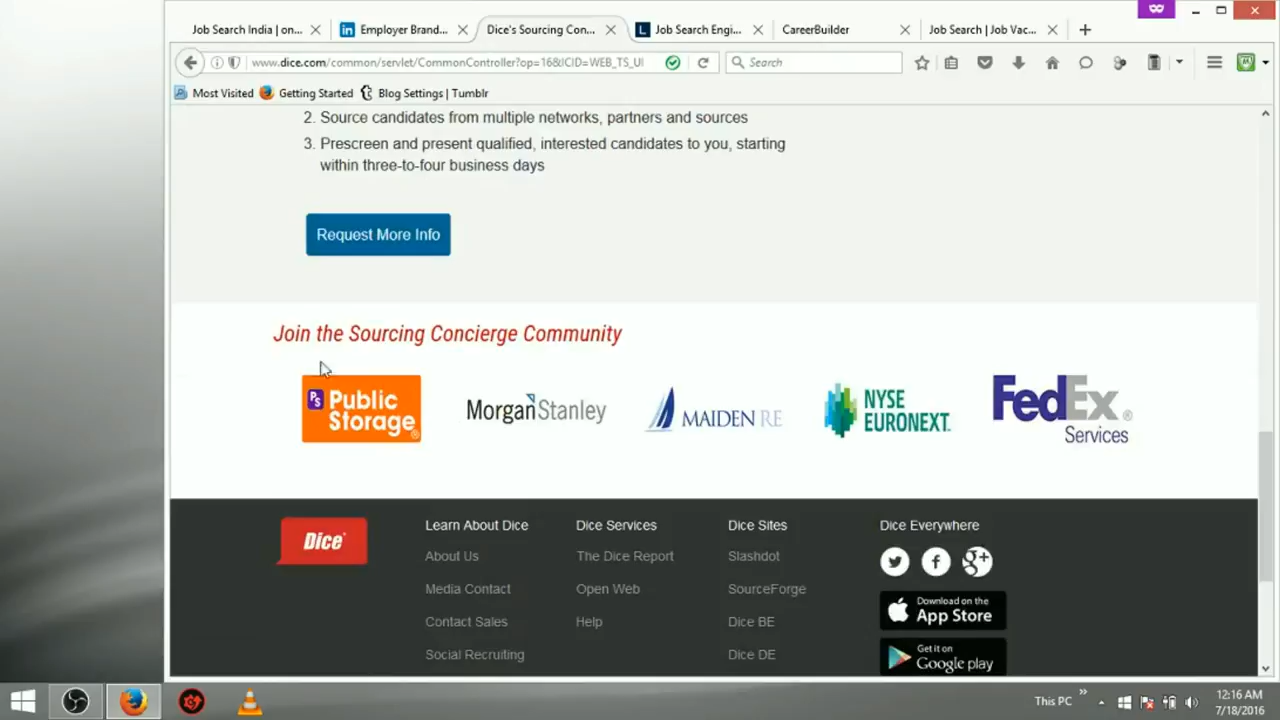 Job Search India | on...
Employer Brand...
Dice's Sourcing Con...
Job Search Engi...
CareerBuilder
Job Search | Job Vac...
www.dice.com/common/servlet/CommonController?op=16&ICID=WEB_TS_UI
Search
Most Visited
Getting Started
Blog Settings | Tumblr
2. Source candidates from multiple networks, partners and sources
3. Prescreen and present qualified, interested candidates to you, starting
within three-to-four business days
Request More Info
Join the Sourcing Concierge Community
PS Public
Storage®
MorganStanley
MAIDEN RE
NYSE
EURONEXT.
FedEx®
Services
Dice
Learn About Dice
About Us
Media Contact
Contact Sales
Social Recruiting
Dice Services
The Dice Report
Open Web
Help
Dice Sites
Slashdot
SourceForge
Dice BE
Dice DE
Dice Everywhere
Download on the
App Store
Get it on
Google play
This PC
12:16 AM
7/18/2016